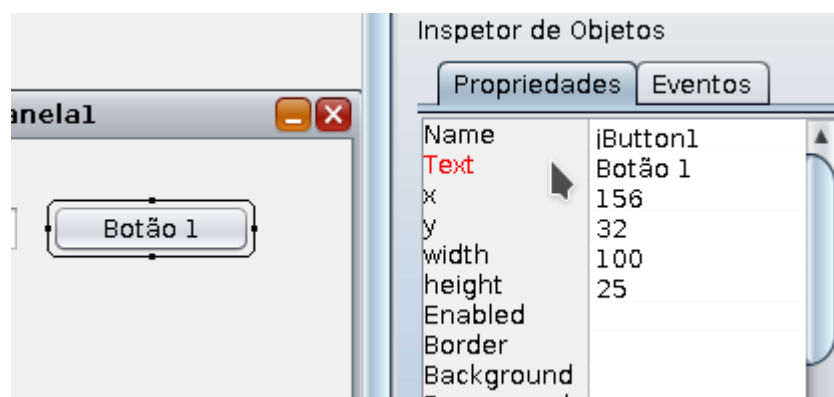 Inspetor de Objetos
Propriedades Eventos
anela1
Botão 1
Name jButton1
Text Botão 1
x 156
y 32
width 100
height 25
Enabled
Border
Background